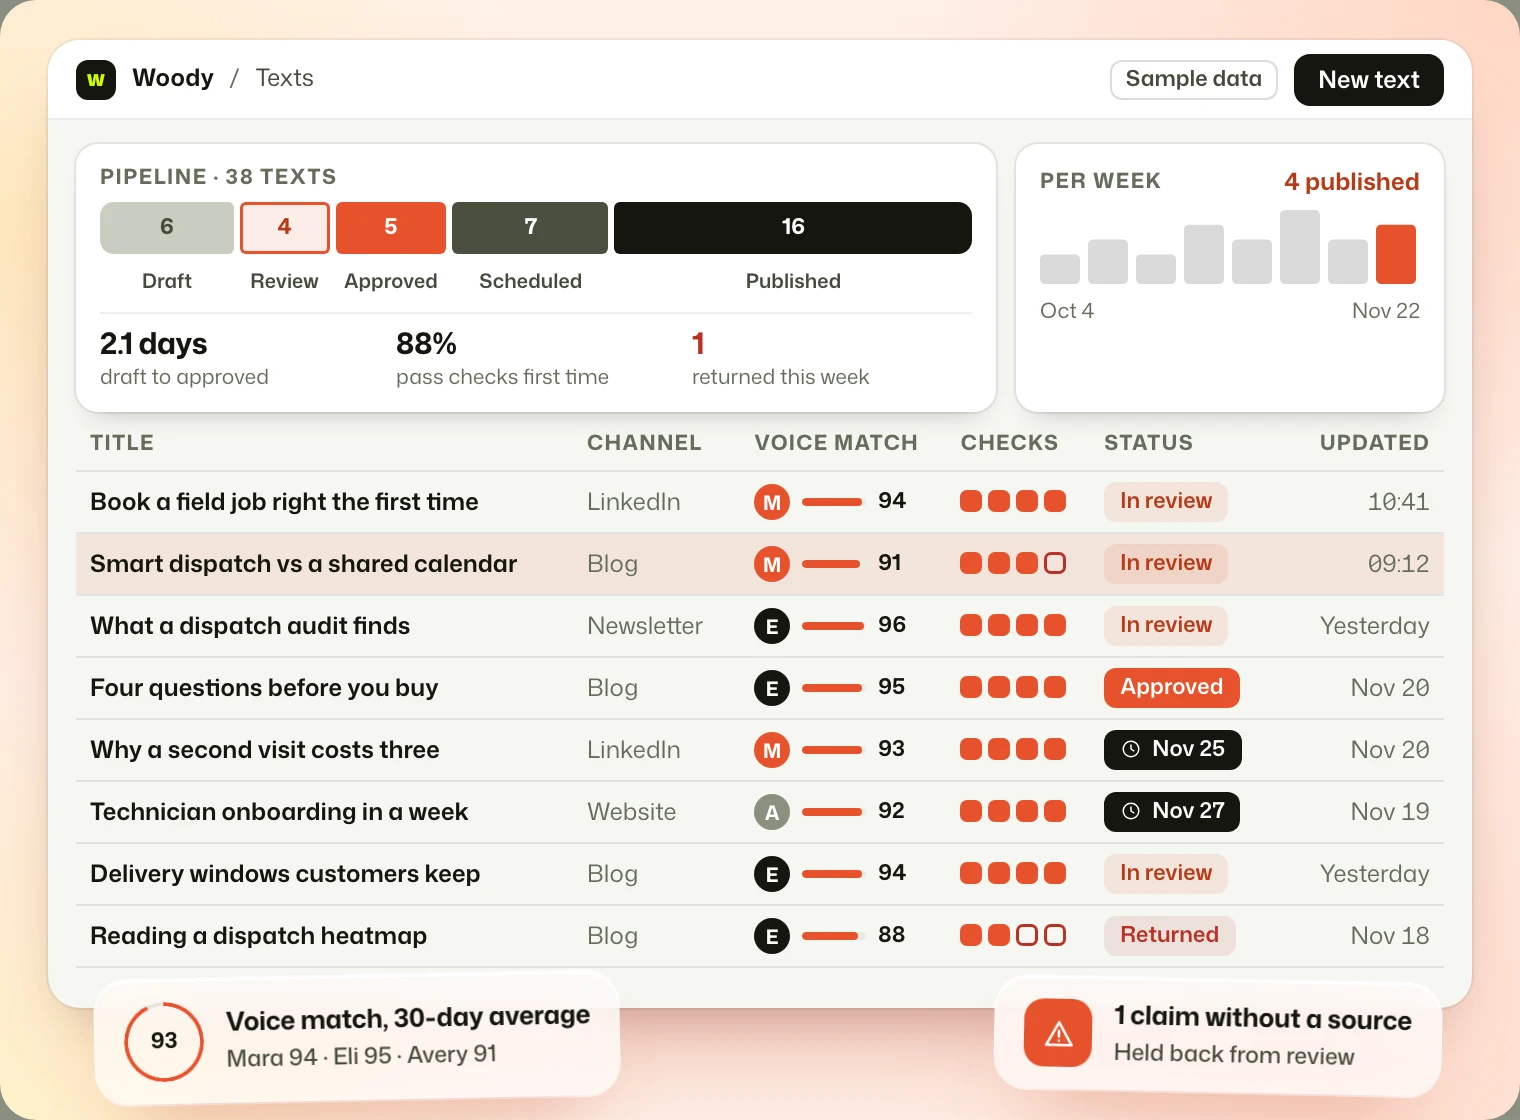 w Woody / Texts
Sample data
New text
PIPELINE · 38 TEXTS
6 4 5 7 16
Draft Review Approved Scheduled Published
2.1 days
draft to approved
88%
pass checks first time
1
returned this week
PER WEEK
4 published
Oct 4 Nov 22
TITLE CHANNEL VOICE MATCH CHECKS STATUS UPDATED
Book a field job right the first time LinkedIn M 94 In review 10:41
Smart dispatch vs a shared calendar Blog M 91 In review 09:12
What a dispatch audit finds Newsletter E 96 In review Yesterday
Four questions before you buy Blog E 95 Approved Nov 20
Why a second visit costs three LinkedIn M 93 Nov 25 Nov 20
Technician onboarding in a week Website A 92 Nov 27 Nov 19
Delivery windows customers keep Blog E 94 In review Yesterday
Reading a dispatch heatmap Blog E 88 Returned Nov 18
93
Voice match, 30-day average
Mara 94 · Eli 95 · Avery 91
1 claim without a source
Held back from review